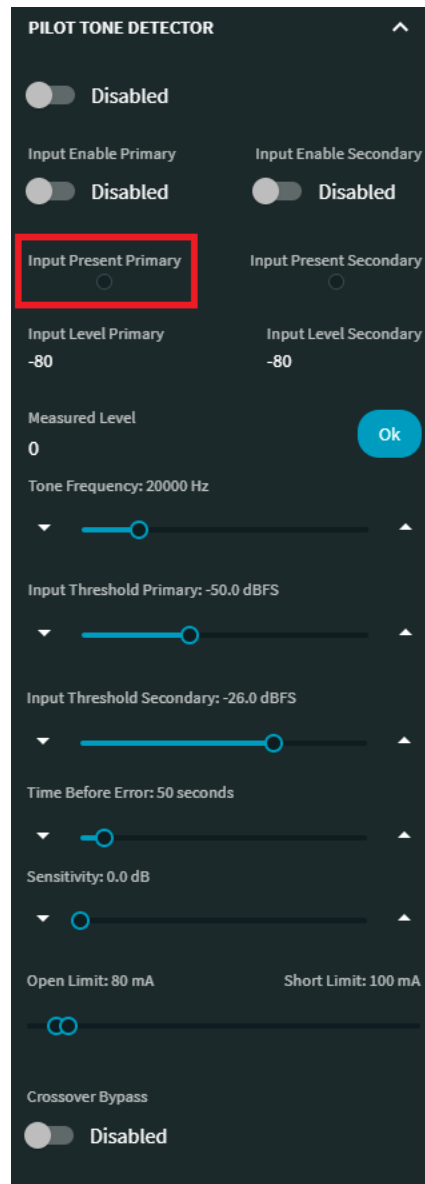 PILOT TONE DETECTOR
Disabled
Input Enable Primary Input Enable Secondary
Disabled Disabled
Input Present Primary Input Present Secondary
Input Level Primary Input Level Secondary
-80 -80
Measured Level
0
Ok
Tone Frequency: 20000 Hz
Input Threshold Primary: -50.0 dBFS
Input Threshold Secondary: -26.0 dBFS
Time Before Error: 50 seconds
Sensitivity: 0.0 dB
Open Limit: 80 mA Short Limit: 100 mA
Crossover Bypass
Disabled